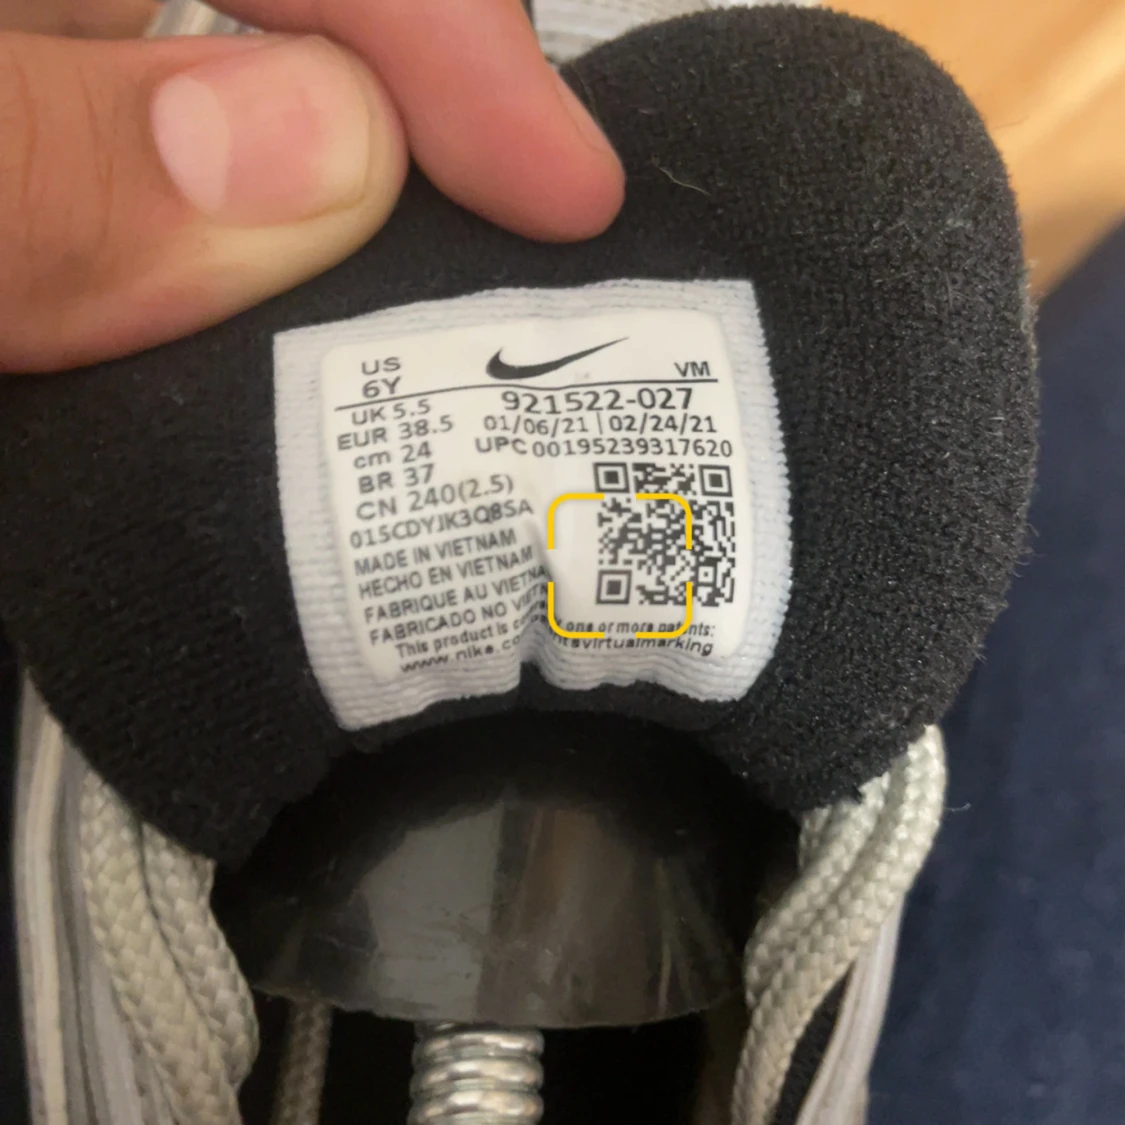 US
6Y
VM
UK 5.5
921522-027
EUR 38.5
01/06/21 | 02/24/21
cm 24
UPC 00195239317620
BR 37
CN 240(2.5)
015CDYJK3Q8SA
MADE IN VIETNAM
HECHO EN VIETNAM
FABRIQUE AU VIETNA
FABRICADO NO VIET
This product is co one or more patents:
www.nike.co ntsvirtualmarking